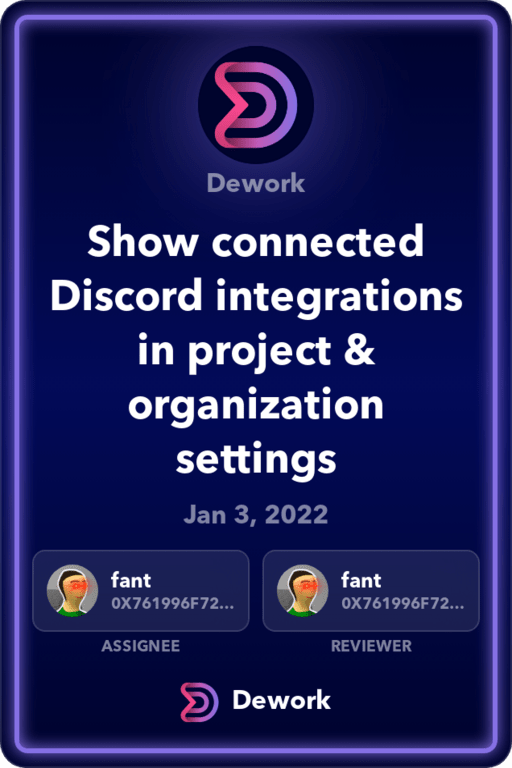 Dework
Show connected
Discord integrations
in project &
organization
settings
Jan 3, 2022
fant
0X761996F72...
ASSIGNEE
fant
0X761996F72...
REVIEWER
Dework